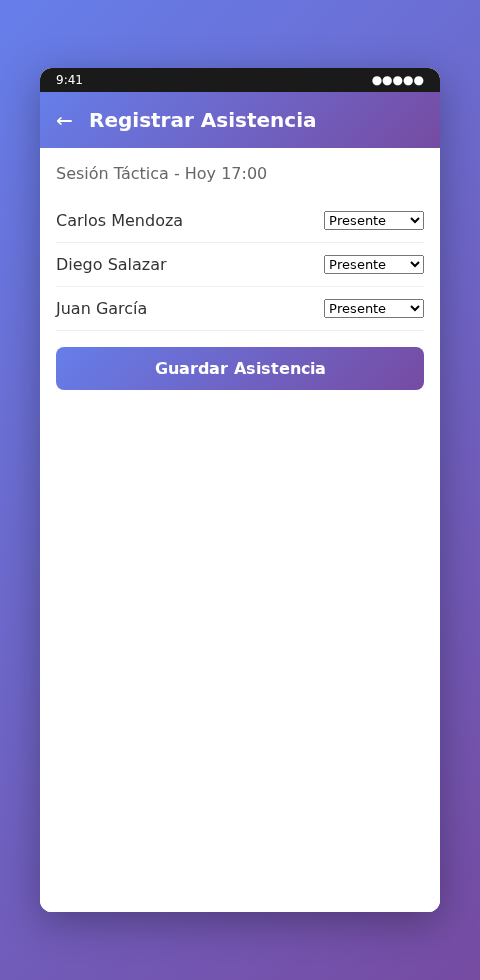 9:41 ●●●●●
← Registrar Asistencia
Sesión Táctica - Hoy 17:00
Carlos Mendoza Presente
Diego Salazar Presente
Juan García Presente
Guardar Asistencia